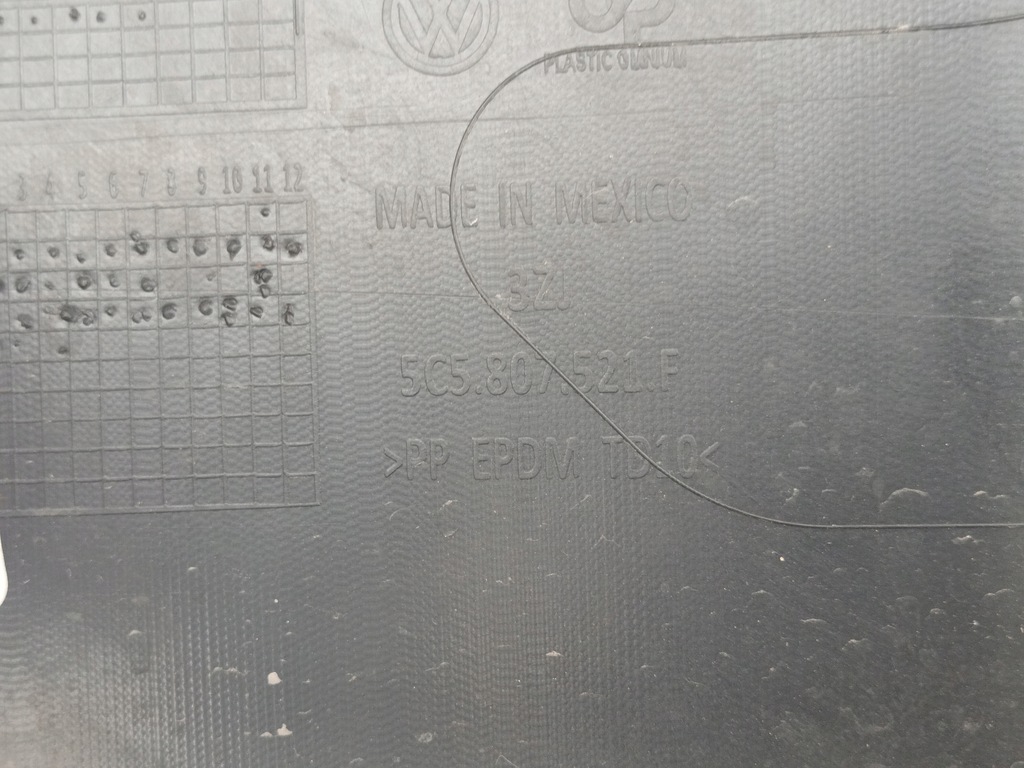 PLASTIC OMNIUM
3 4 5 6 7 8 9 10 11 12
MADE IN MEXICO
5C5.807.521.F
>PP EPDM TD10<